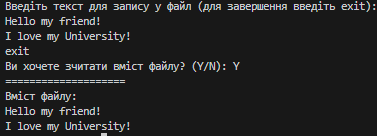 Введіть текст для запису у файл (для завершення введіть exit):
Hello my friend!
I love my University!
exit
Ви хочете зчитати вміст файлу? (Y/N): Y
====================
Вміст файлу:
Hello my friend!
I love my University!